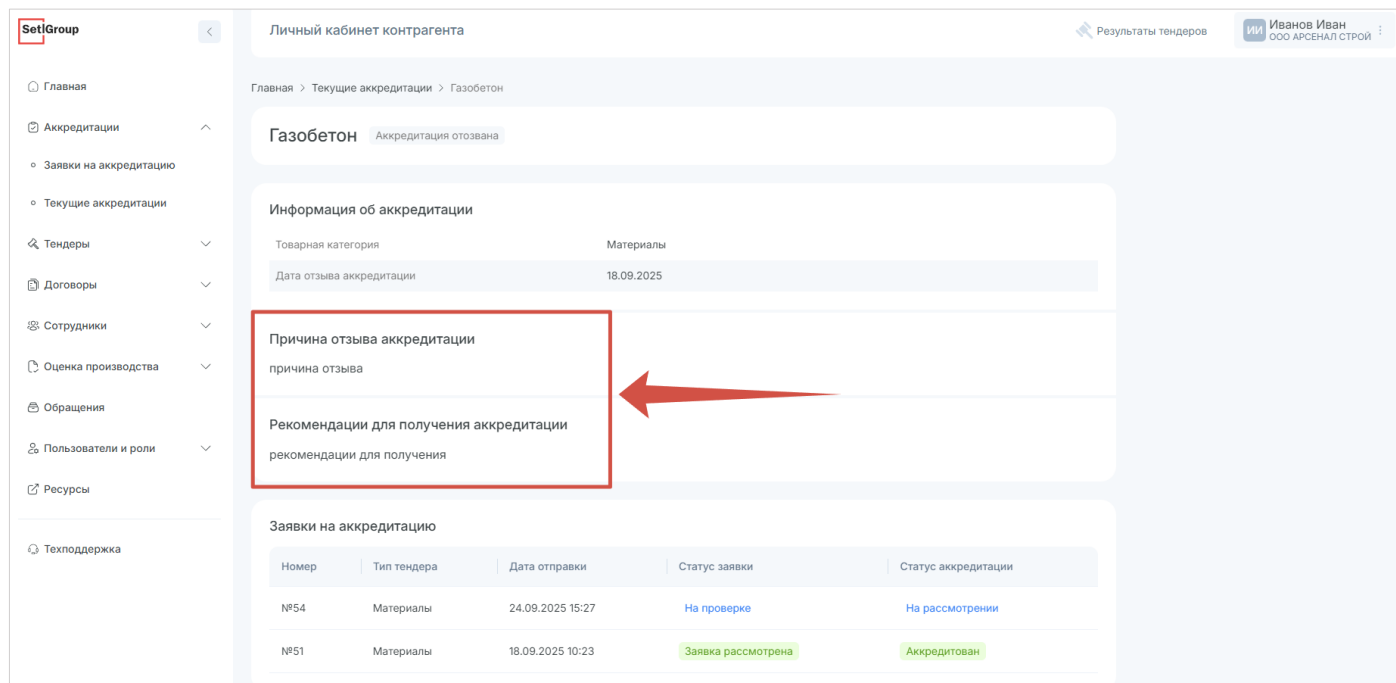 SetlGroup
Личный кабинет контрагента
Результаты тендеров
ИИ
Иванов Иван
ООО АРСЕНАЛ СТРОЙ
Главная
Аккредитации
Заявки на аккредитацию
Текущие аккредитации
Тендеры
Договоры
Сотрудники
Оценка производства
Обращения
Пользователи и роли
Ресурсы
Техподдержка
Главная > Текущие аккредитации > Газобетон
Газобетон Аккредитация отозвана
Информация об аккредитации
Товарная категория Материалы
Дата отзыва аккредитации 18.09.2025
Причина отзыва аккредитации
причина отзыва
Рекомендации для получения аккредитации
рекомендации для получения
Заявки на аккредитацию
Номер Тип тендера Дата отправки Статус заявки Статус аккредитации
№54 Материалы 24.09.2025 15:27 На проверке На рассмотрении
№51 Материалы 18.09.2025 10:23 Заявка рассмотрена Аккредитован